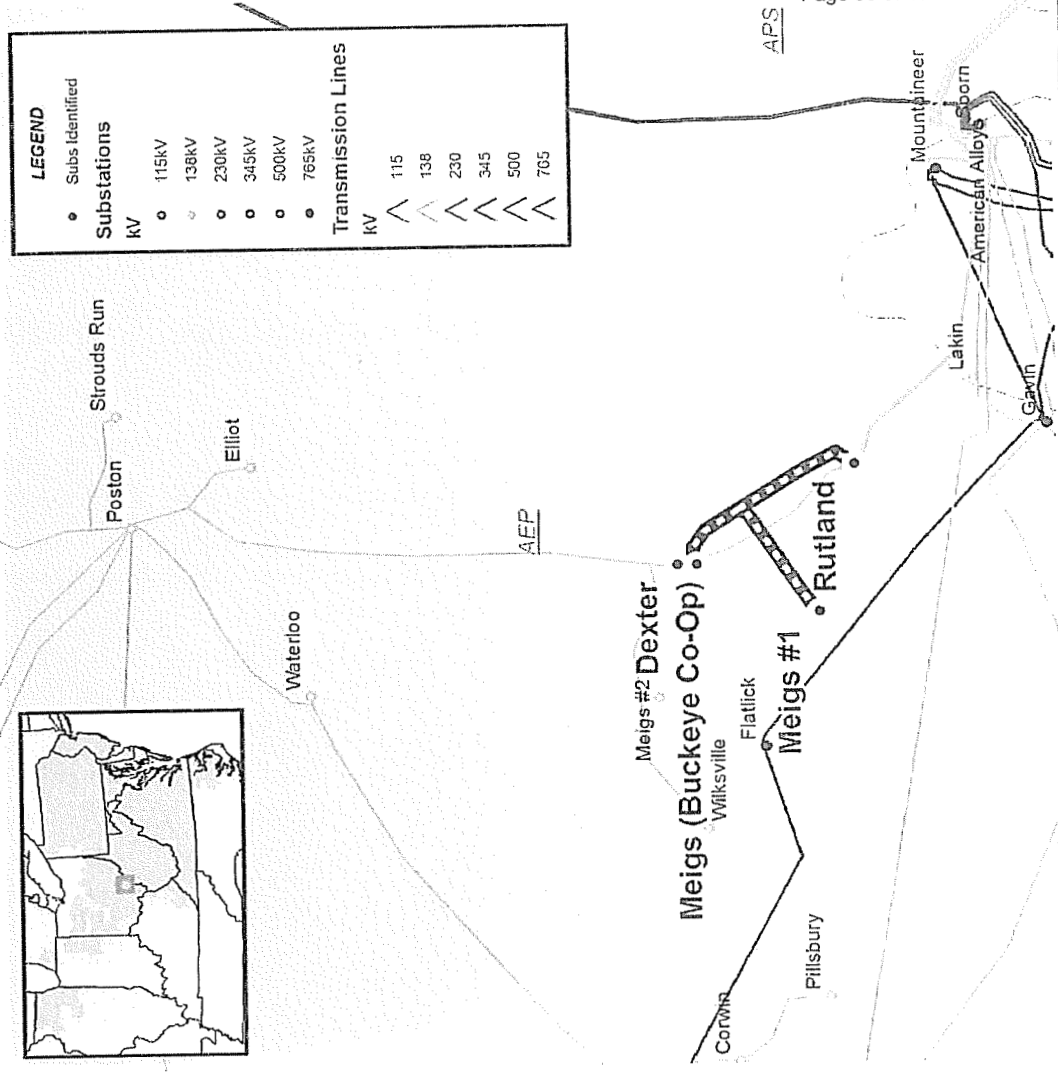 APS
LEGEND
Subs Identified
Substations
kV
115kV
138kV
230kV
345kV
500kV
765kV
Transmission Lines
kV
115
138
230
345
500
765
Strouds Run
Poston
Elliot
Waterloo
AEP
Mountaineer
Sporn
American Alloys
Lakin
Gavin
Meigs #2
Dexter
Meigs (Buckeye Co-Op)
Wilksville
Rutland
Flatlick
Meigs #1
Corwin
Pillsbury